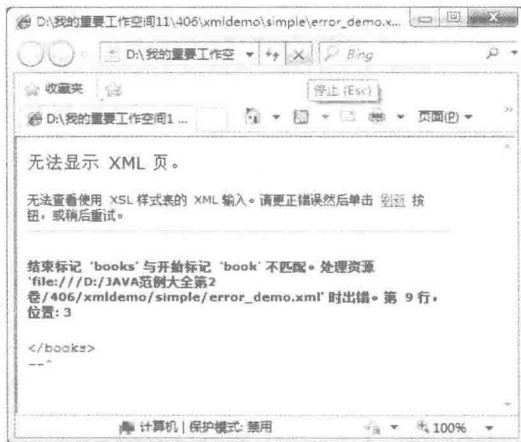 D:\我的重要工作空间11\406\xmldemo\simple\error_demo.x...
D:\我的重要工作空
Bing
收藏夹
停止 (Esc)
D:\我的重要工作空间1 ...
页面(P)
无法显示 XML 页。
无法查看使用 XSL 样式表的 XML 输入。请更正错误然后单击 刷新 按
钮，或稍后重试。
结束标记 'books' 与开始标记 'book' 不匹配。处理资源
'file:///D:/JAVA范例大全第2
卷/406/xmldemo/simple/error_demo.xml' 时出错。第 9 行，
位置: 3
</books>
--^
计算机 | 保护模式: 禁用
100%